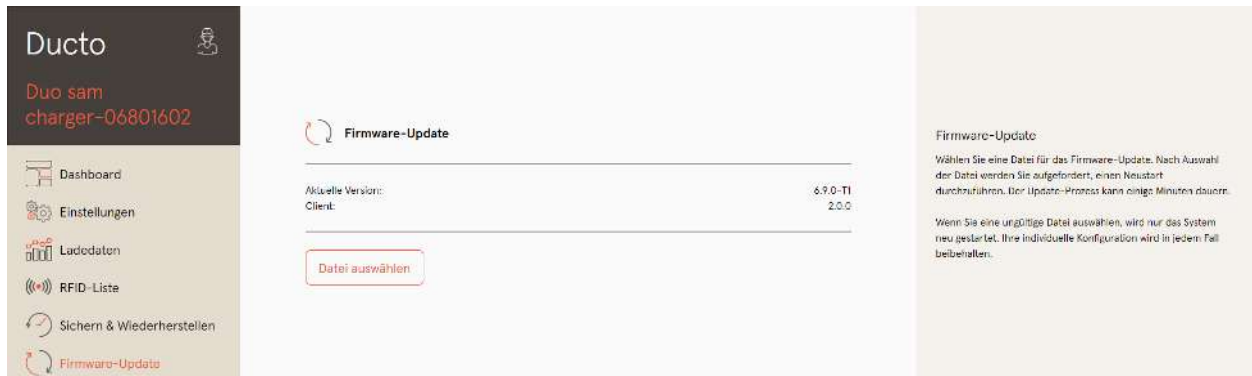 Ducto
Duo sam
charger-06801602
Dashboard
Einstellungen
Ladedaten
RFID-Liste
Sichern & Wiederherstellen
Firmware-Update
Firmware-Update
Aktuelle Version:
6.9.0-T1
Client:
2.0.0
Datei auswählen
Firmware-Update
Wählen Sie eine Datei für das Firmware-Update. Nach Auswahl
der Datei werden Sie aufgefordert, einen Neustart
durchzuführen. Der Update-Prozess kann einige Minuten dauern.
Wenn Sie eine ungültige Datei auswählen, wird nur das System
neu gestartet. Ihre individuelle Konfiguration wird in jedem Fall
beibehalten.